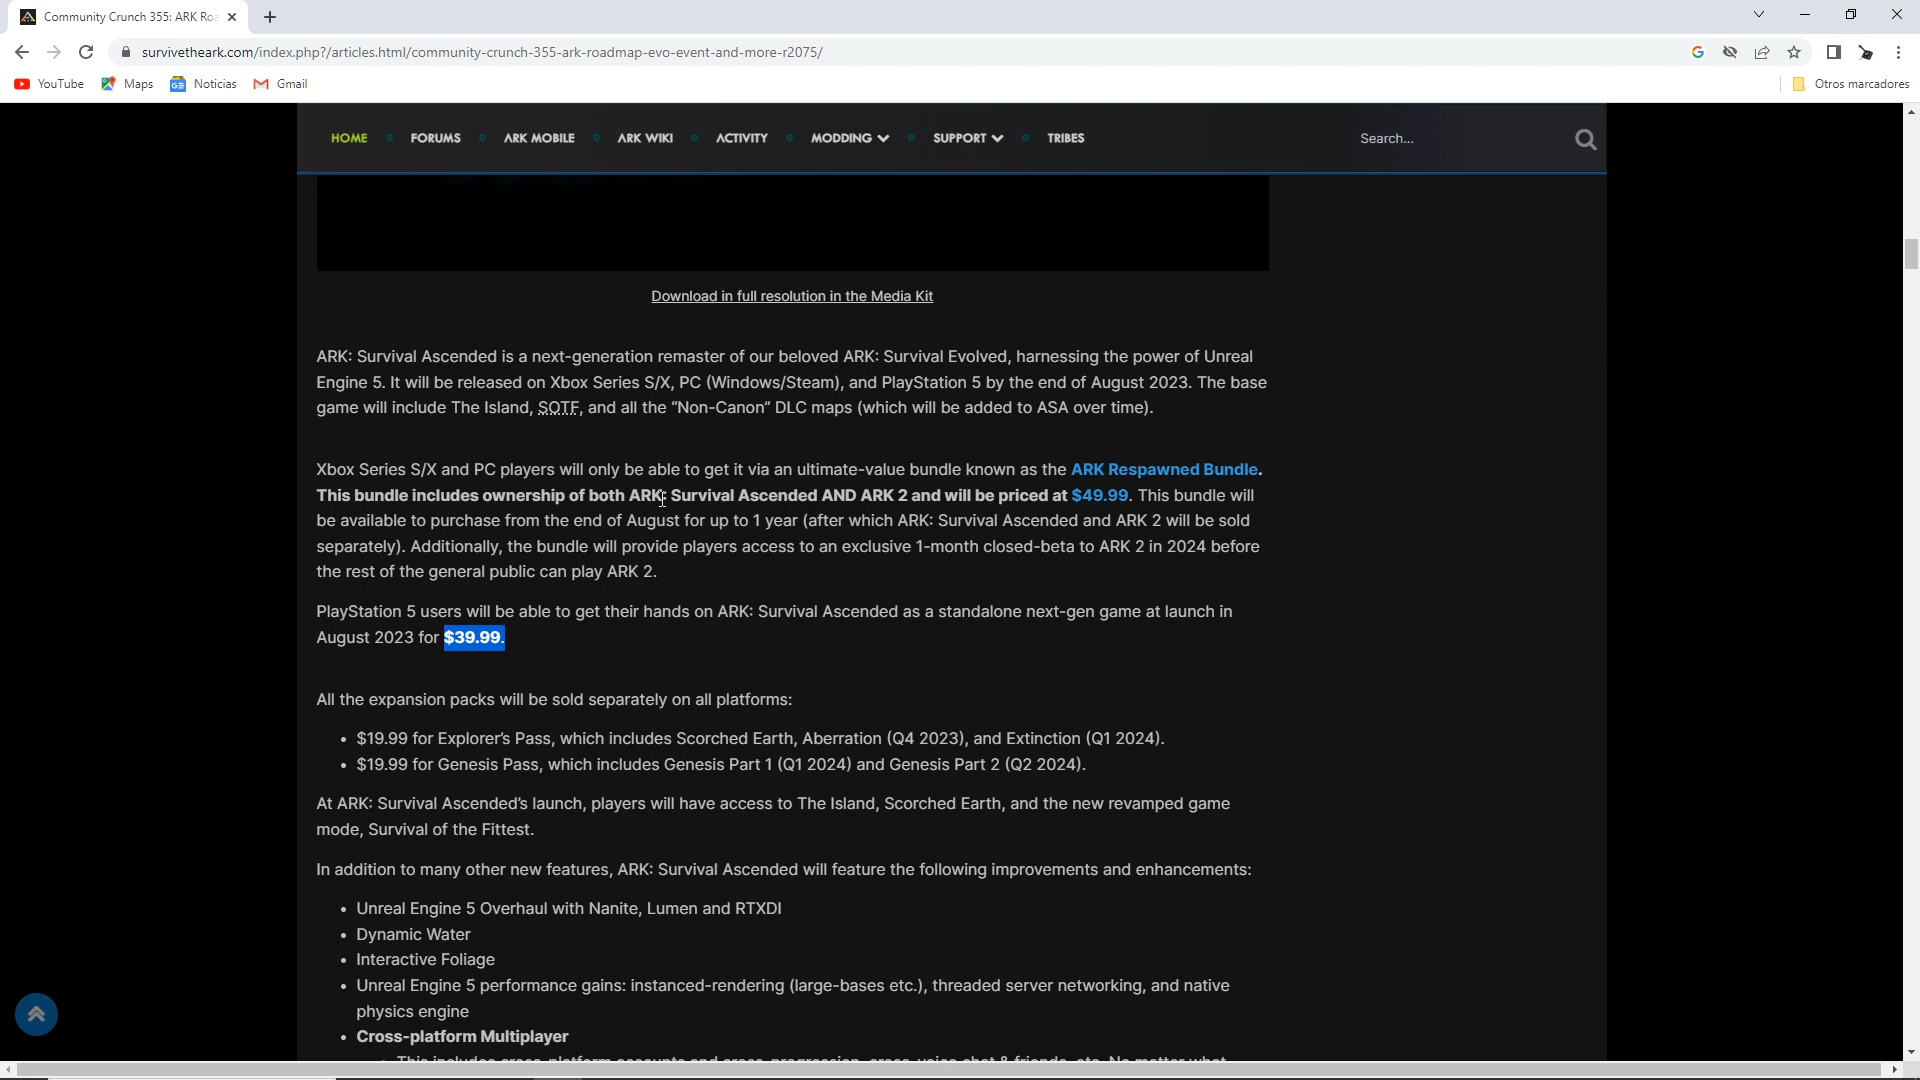 Community Crunch 355: ARK Roa
survivetheark.com/index.php?/articles.html/community-crunch-355-ark-roadmap-evo-event-and-more-r2075/
YouTube Maps Noticias Gmail Otros marcadores
HOME FORUMS ARK MOBILE ARK WIKI ACTIVITY MODDING SUPPORT TRIBES Search...
Download in full resolution in the Media Kit
ARK: Survival Ascended is a next-generation remaster of our beloved ARK: Survival Evolved, harnessing the power of Unreal
Engine 5. It will be released on Xbox Series S/X, PC (Windows/Steam), and PlayStation 5 by the end of August 2023. The base
game will include The Island, SOTF, and all the “Non-Canon” DLC maps (which will be added to ASA over time).
Xbox Series S/X and PC players will only be able to get it via an ultimate-value bundle known as the ARK Respawned Bundle.
This bundle includes ownership of both ARK: Survival Ascended AND ARK 2 and will be priced at $49.99. This bundle will
be available to purchase from the end of August for up to 1 year (after which ARK: Survival Ascended and ARK 2 will be sold
separately). Additionally, the bundle will provide players access to an exclusive 1-month closed-beta to ARK 2 in 2024 before
the rest of the general public can play ARK 2.
PlayStation 5 users will be able to get their hands on ARK: Survival Ascended as a standalone next-gen game at launch in
August 2023 for $39.99.
All the expansion packs will be sold separately on all platforms:
• $19.99 for Explorer's Pass, which includes Scorched Earth, Aberration (Q4 2023), and Extinction (Q1 2024).
• $19.99 for Genesis Pass, which includes Genesis Part 1 (Q1 2024) and Genesis Part 2 (Q2 2024).
At ARK: Survival Ascended's launch, players will have access to The Island, Scorched Earth, and the new revamped game
mode, Survival of the Fittest.
In addition to many other new features, ARK: Survival Ascended will feature the following improvements and enhancements:
• Unreal Engine 5 Overhaul with Nanite, Lumen and RTXDI
• Dynamic Water
• Interactive Foliage
• Unreal Engine 5 performance gains: instanced-rendering (large-bases etc.), threaded server networking, and native
physics engine
• Cross-platform Multiplayer
This includes cross-platform accounts and cross-progression, cross-voice chat & friends, etc. No matter what